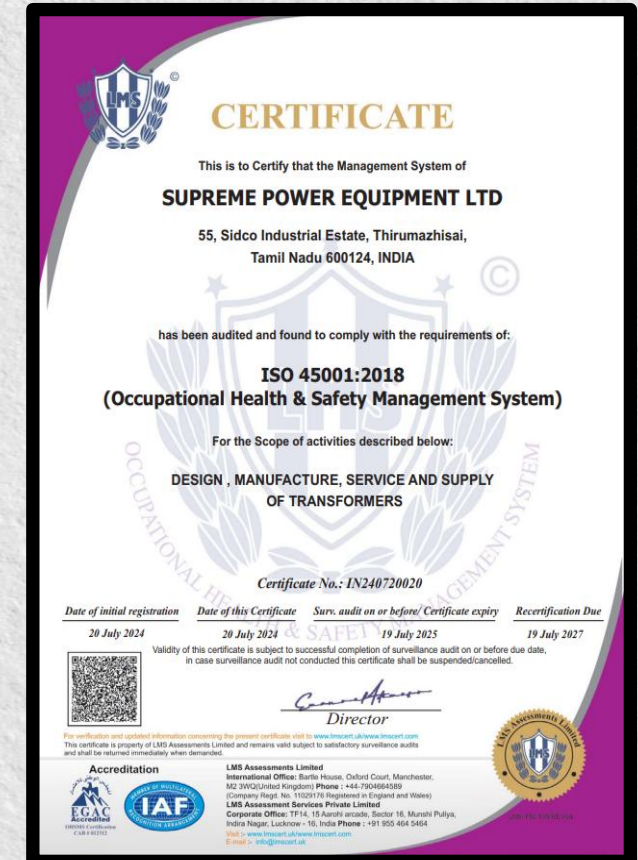 LMS
©
CERTIFICATE
This is to Certify that the Management System of
SUPREME POWER EQUIPMENT LTD
55, Sidco Industrial Estate, Thirumazhisai,
Tamil Nadu 600124, INDIA
©
has been audited and found to comply with the requirements of:
ISO 45001:2018
(Occupational Health & Safety Management System)
For the Scope of activities described below:
DESIGN , MANUFACTURE, SERVICE AND SUPPLY
OF TRANSFORMERS
LMS
OCCUPATIONAL HEALTH & SAFETY MANAGEMENT SYSTEM
Certificate No.: IN240720020
Date of initial registration Date of this Certificate Surv. audit on or before/ Certificate expiry Recertification Due
20 July 2024 20 July 2024 19 July 2025 19 July 2027
Validity of this certificate is subject to successful completion of surveillance audit on or before due date,
in case surveillance audit not conducted this certificate shall be suspended/cancelled.
Director
For verification and updated information concerning the present certificate visit to www.lmscert.uk/www.lmscert.com
This certificate is property of LMS Assessments Limited and remains valid subject to satisfactory surveillance audits
and shall be returned immediately when demanded.
Accreditation
EGAC
Accredited
MEMBER OF MULTILATERAL
IAF
RECOGNITION ARRANGEMENT
LMS Assessments Limited
International Office: Bartle House, Oxford Court, Manchester,
M2 3WQ(United Kingdom) Phone : +44-7904664589
(Company Regd. No. 11029176 Registered in England and Wales)
LMS Assessment Services Private Limited
Corporate Office: TF14, 15 Aarohi arcade, Sector 16, Munshi Puliya,
Indira Nagar, Lucknow - 16, India Phone : +91 955 464 5464
Visit :- www.lmscert.uk/www.lmscert.com
E mail :- info@lmscert.uk
LMS Assessments Limited
LMS